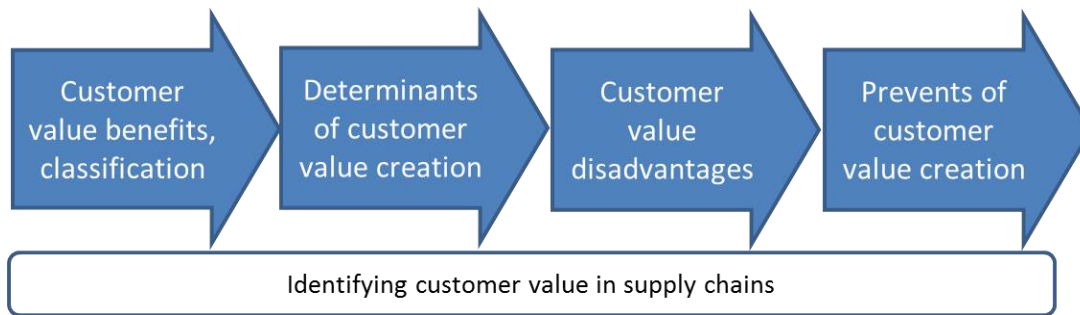 Customer
value benefits,
classification
Determinants
of customer
value creation
Customer
value
disadvantages
Prevents of
customer
value creation
Identifying customer value in supply chains